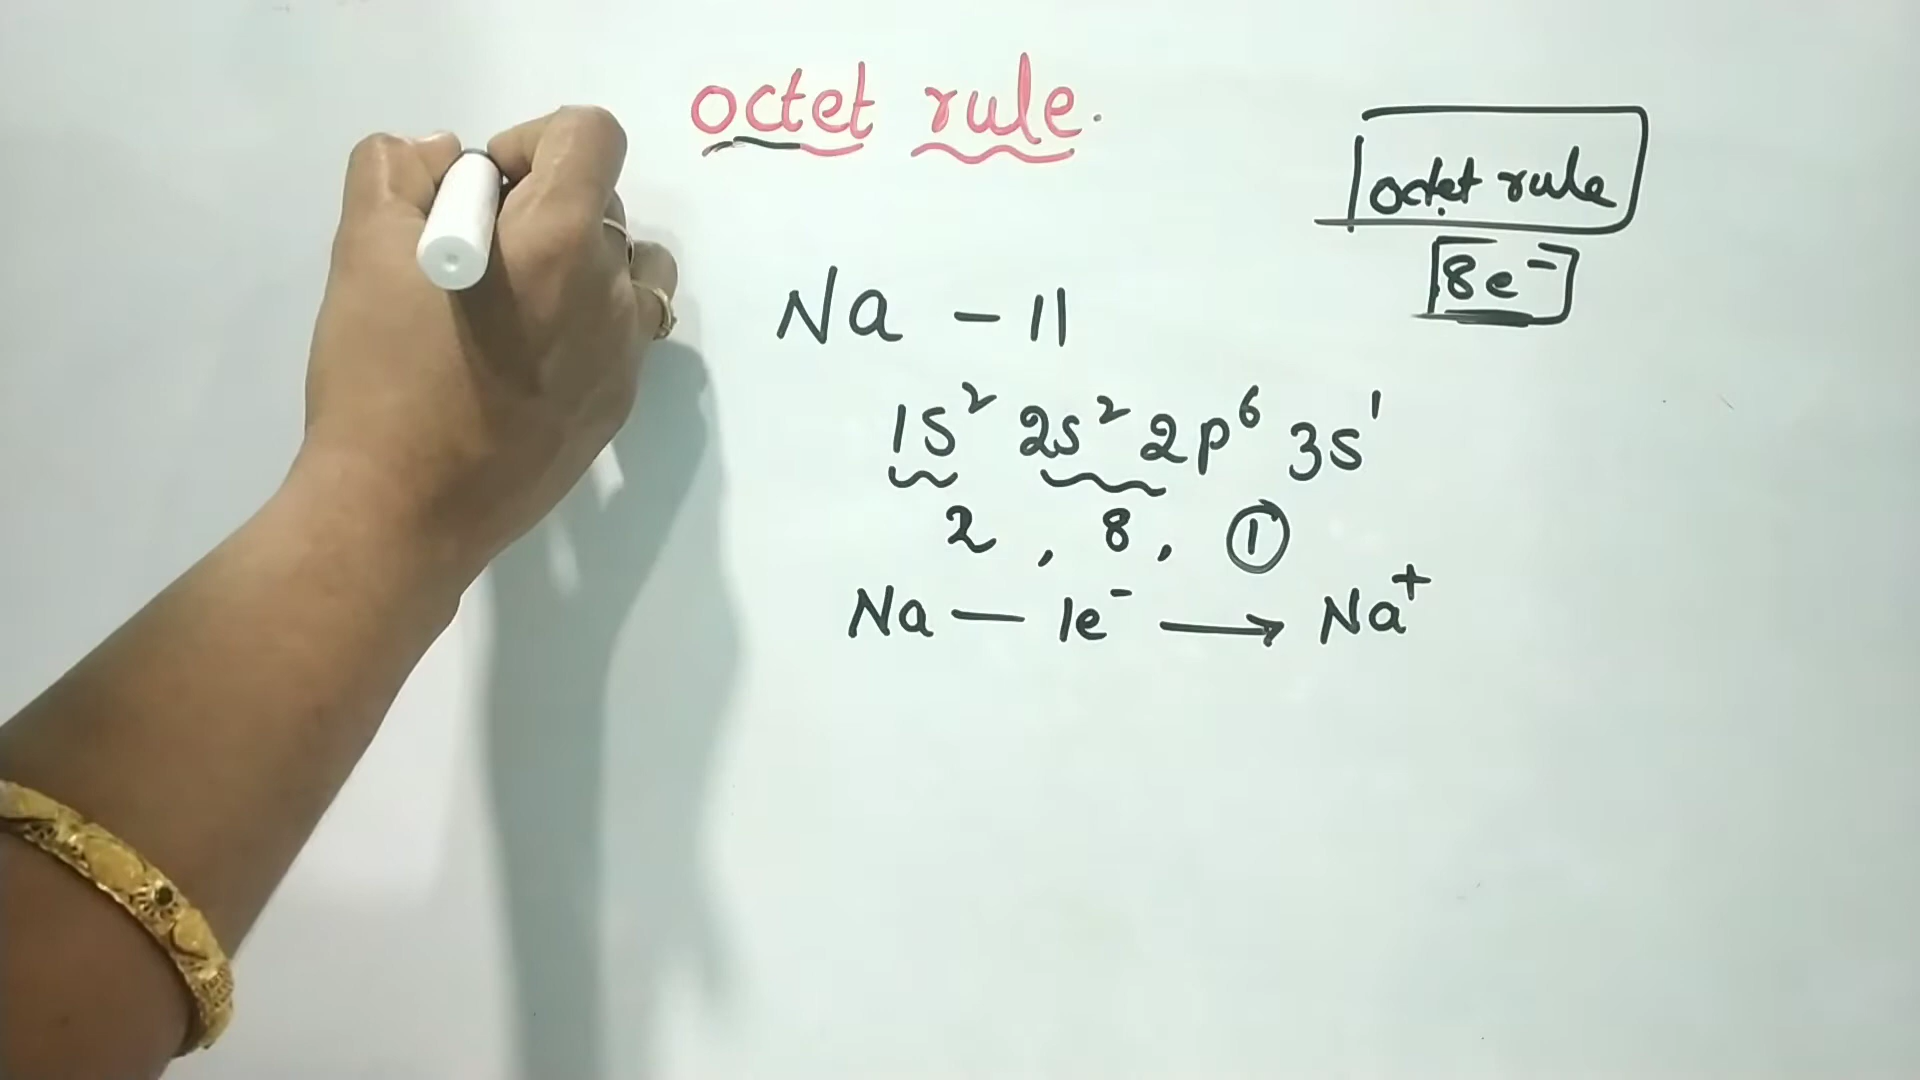 octet rule.
octet rule
8e⁻
Na - 11
1s² 2s² 2p⁶ 3s¹
2, 8, 1
Na — 1e⁻ → Na⁺